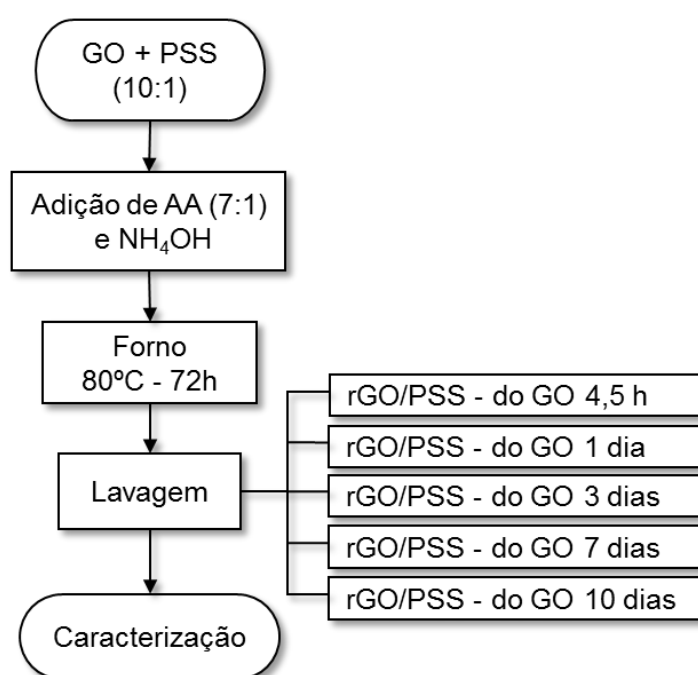 GO + PSS
(10:1)
Adição de AA (7:1)
e NH₄OH
Forno
80ºC - 72h
Lavagem
rGO/PSS - do GO 4,5 h
rGO/PSS - do GO 1 dia
rGO/PSS - do GO 3 dias
rGO/PSS - do GO 7 dias
rGO/PSS - do GO 10 dias
Caracterização